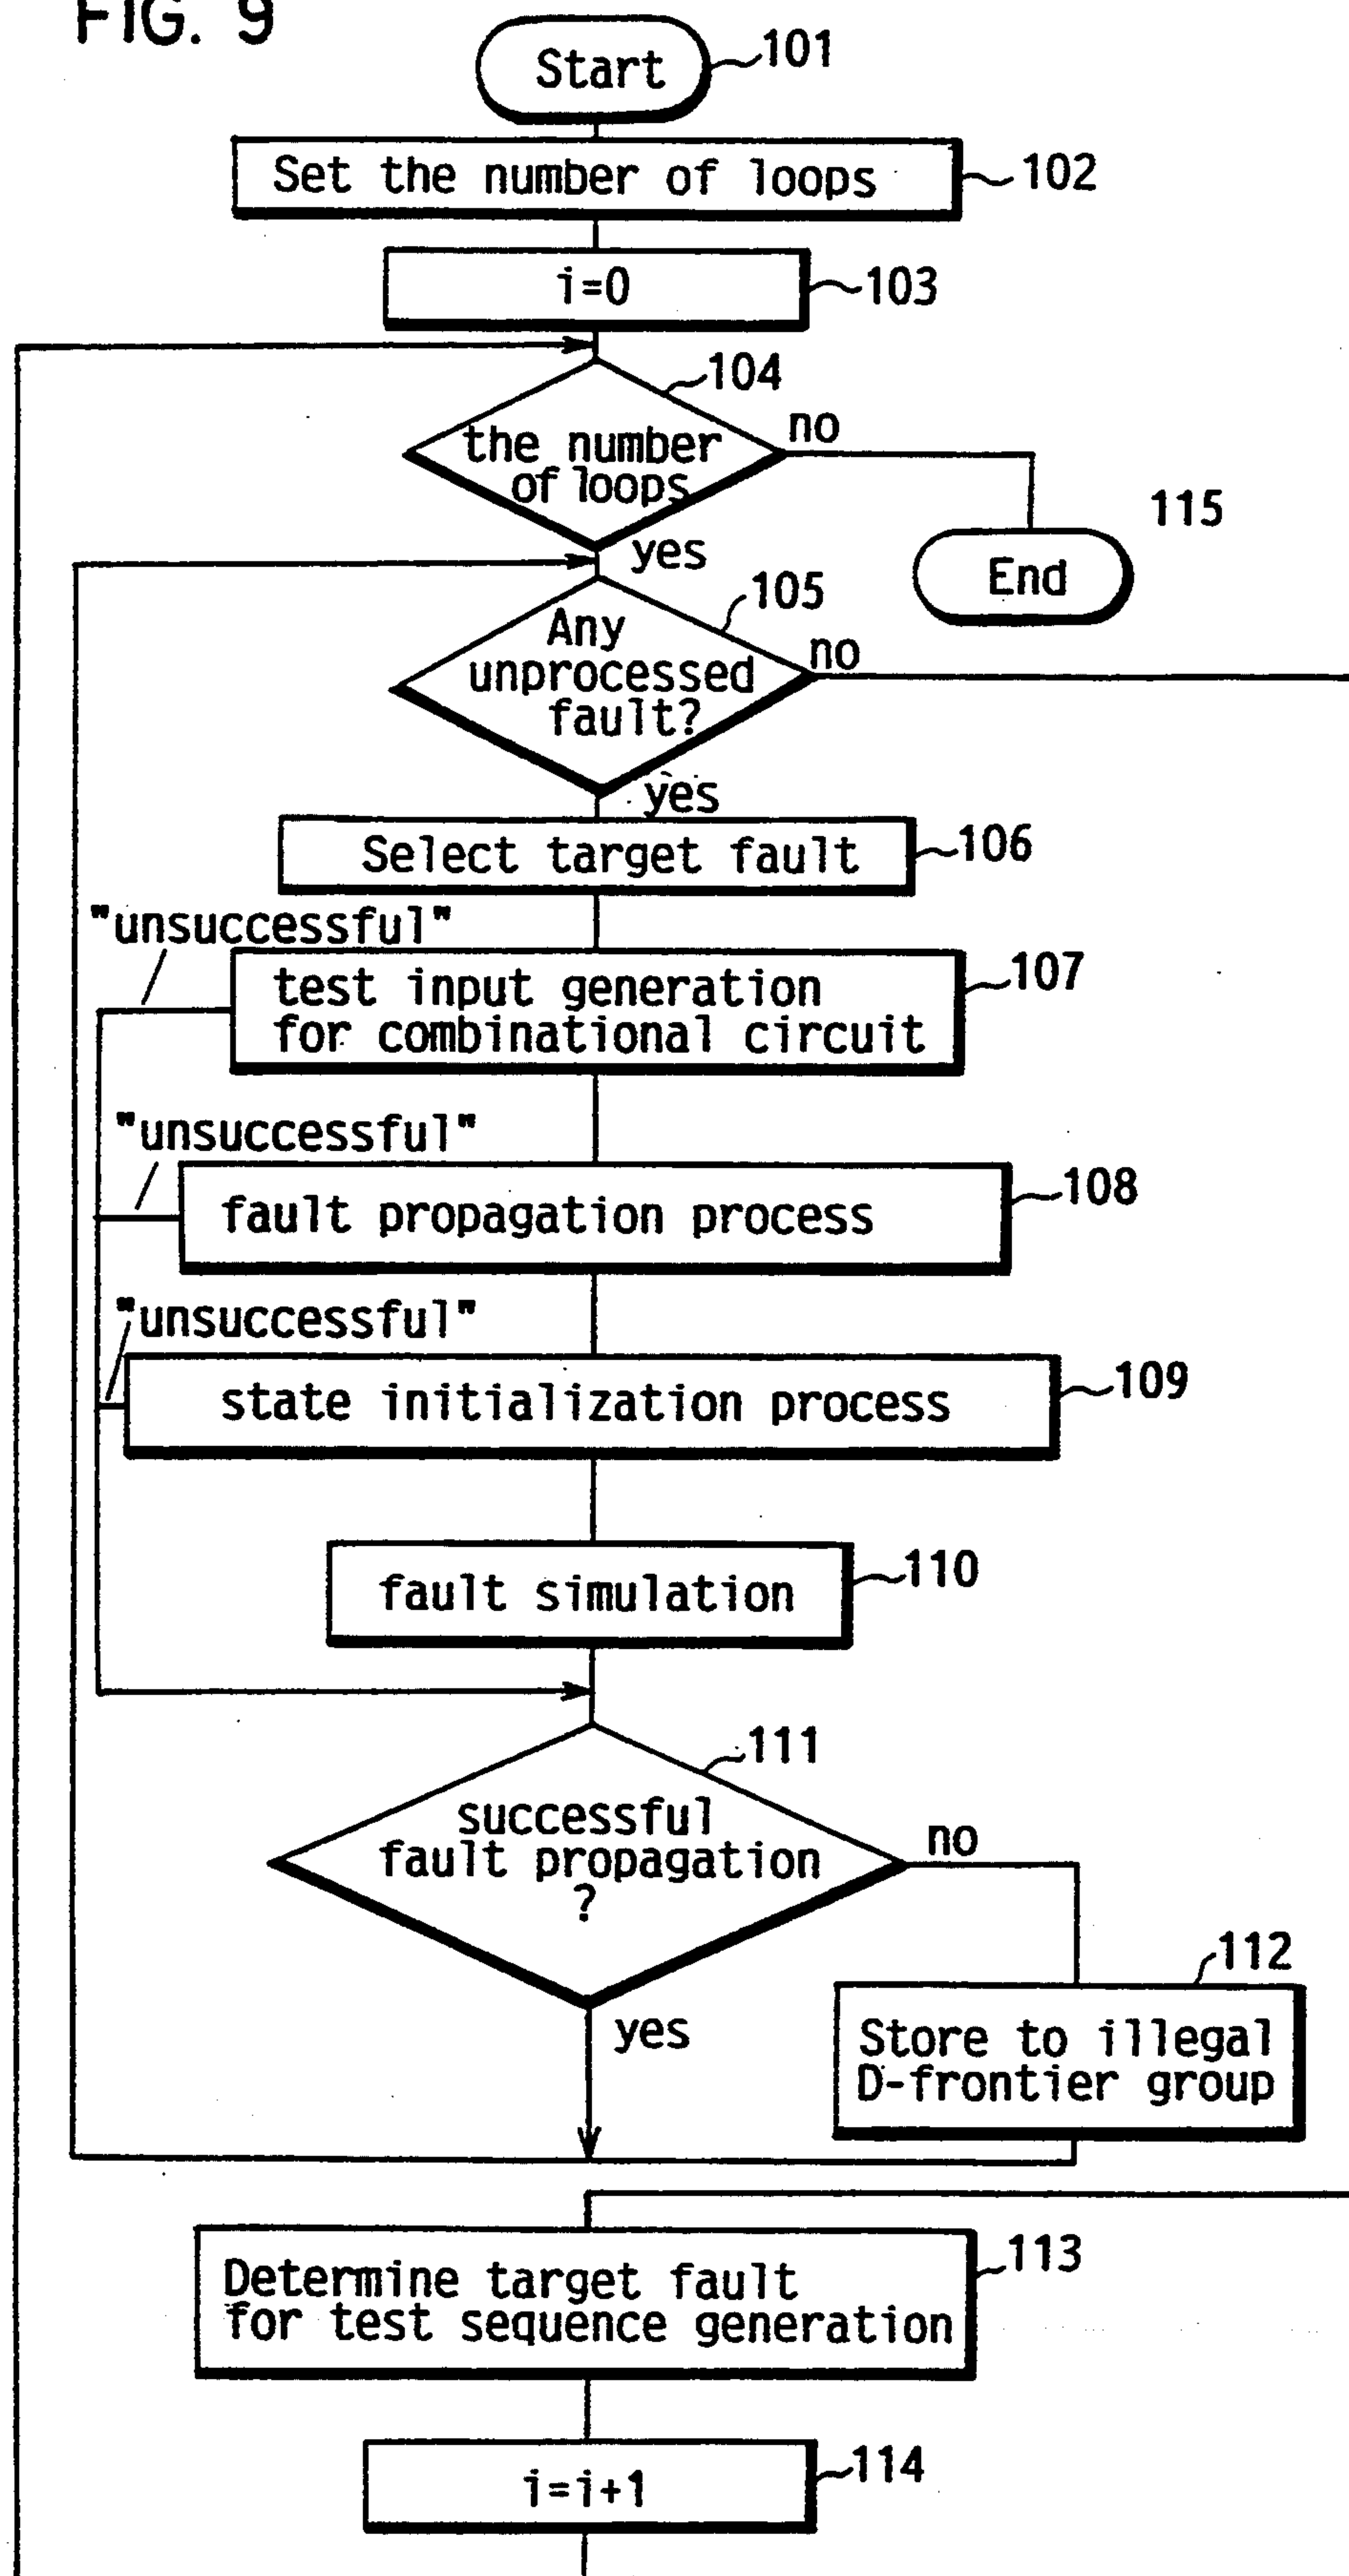 FIG. 9
Start
101
Set the number of loops
102
i=0
103
104
the number
of loops
no
yes
115
End
105
Any
unprocessed
fault?
no
yes
Select target fault
106
"unsuccessful"
test input generation
for combinational circuit
107
"unsuccessful"
fault propagation process
108
"unsuccessful"
state initialization process
109
fault simulation
110
111
successful
fault propagation
?
no
yes
112
Store to illegal
D-frontier group
Determine target fault
for test sequence generation
113
i=i+1
114